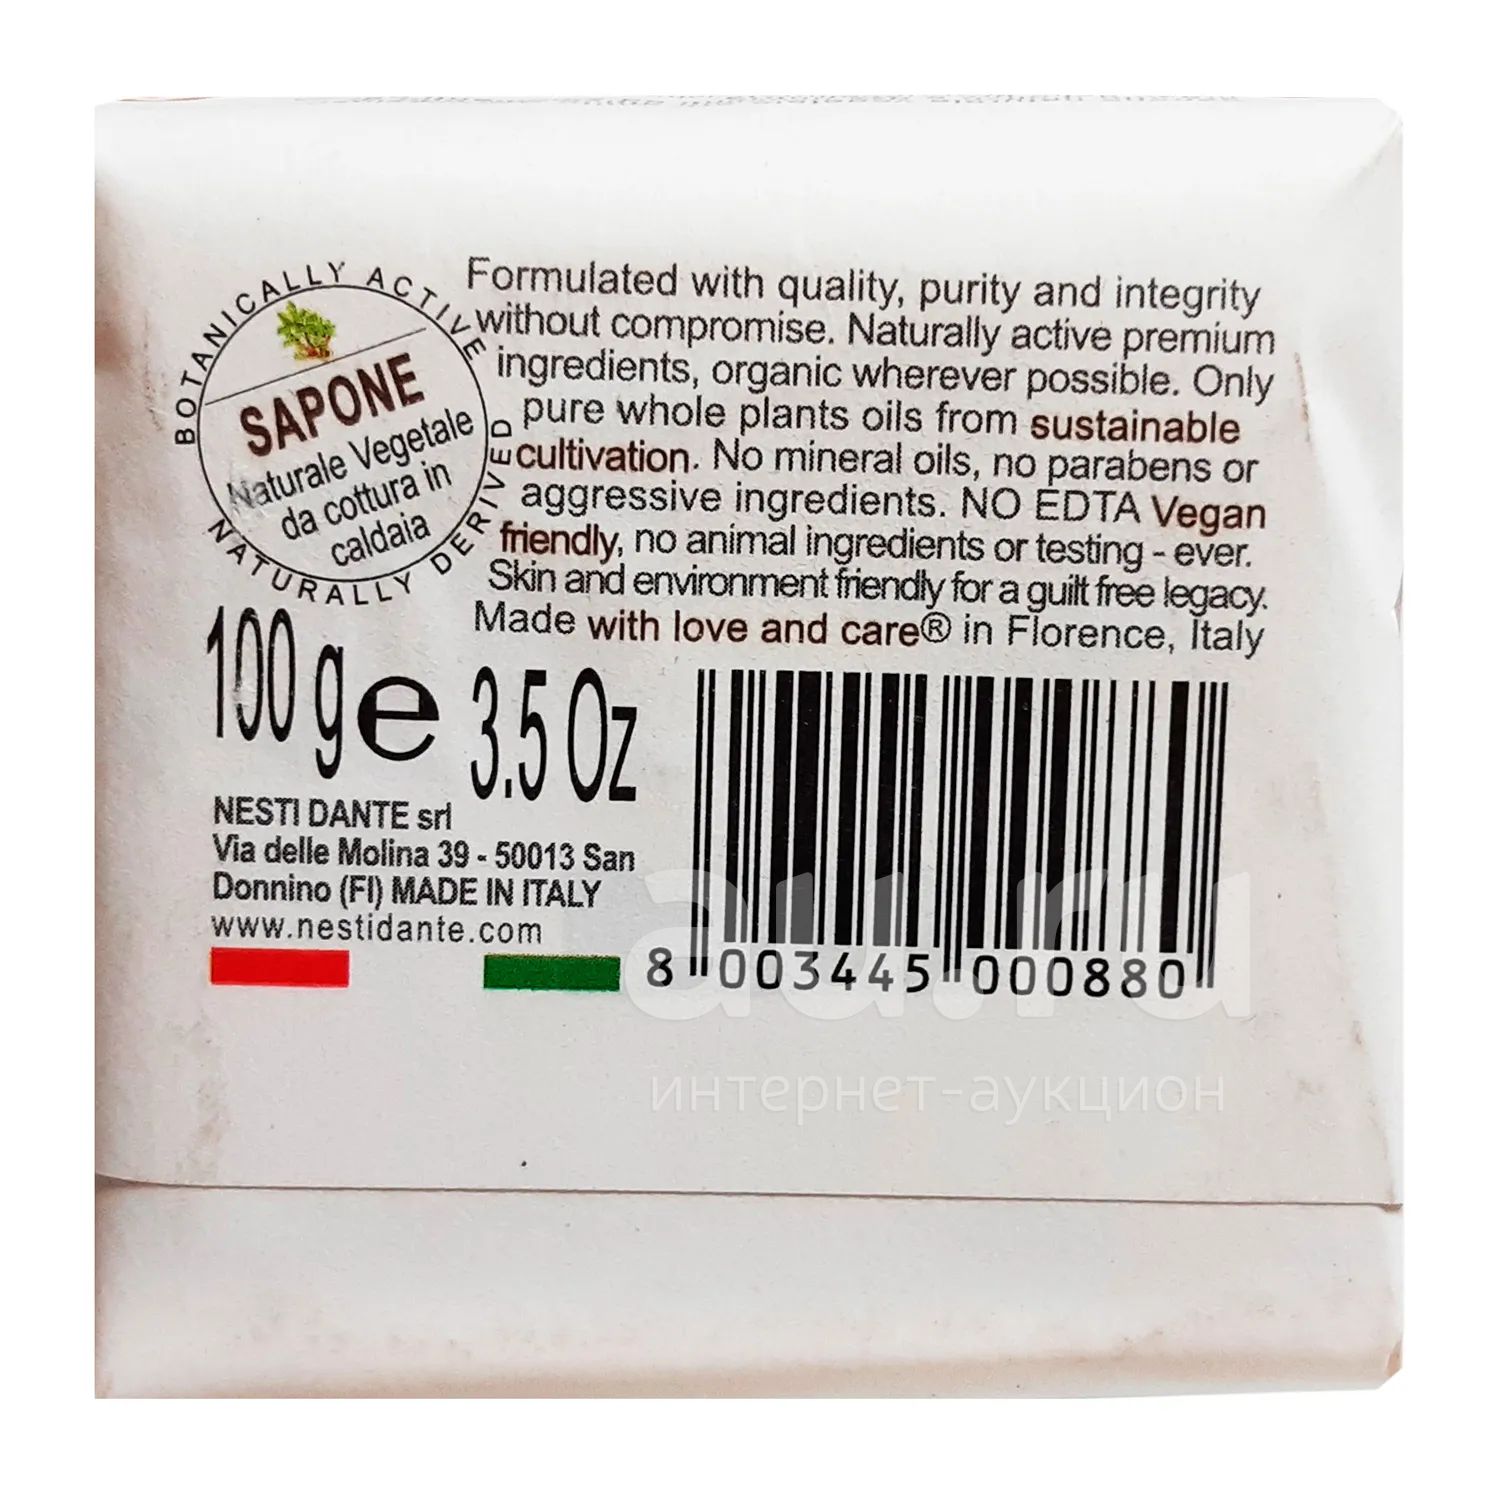 BOTANICALLY ACTIVE
SAPONE
Naturale Vegetale
da cottura in
caldaia
NATURALLY DERIVED
Formulated with quality, purity and integrity
without compromise. Naturally active premium
ingredients, organic wherever possible. Only
pure whole plants oils from sustainable
cultivation. No mineral oils, no parabens or
aggressive ingredients. NO EDTA Vegan
friendly, no animal ingredients or testing - ever.
Skin and environment friendly for a guilt free legacy.
Made with love and care® in Florence, Italy
100 g e 3.5 Oz
NESTI DANTE srl
Via delle Molina 39 - 50013 San
Donnino (FI) MADE IN ITALY
www.nestidante.com
8 003445 000880
au.ru
интернет-аукцион